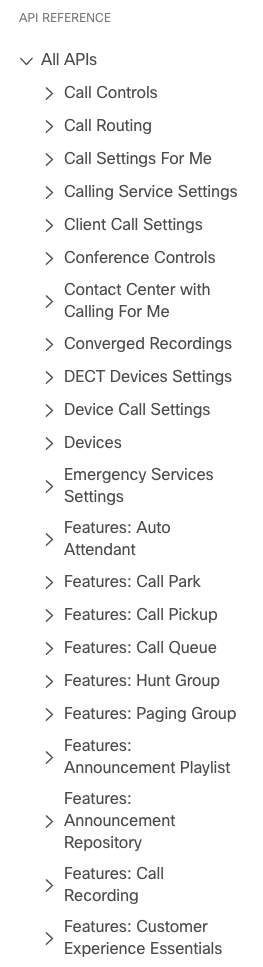 API REFERENCE
All APIs
Call Controls
Call Routing
Call Settings For Me
Calling Service Settings
Client Call Settings
Conference Controls
Contact Center with
Calling For Me
Converged Recordings
DECT Devices Settings
Device Call Settings
Devices
Emergency Services
Settings
Features: Auto
Attendant
Features: Call Park
Features: Call Pickup
Features: Call Queue
Features: Hunt Group
Features: Paging Group
Features:
Announcement Playlist
Features:
Announcement
Repository
Features: Call
Recording
Features: Customer
Experience Essentials